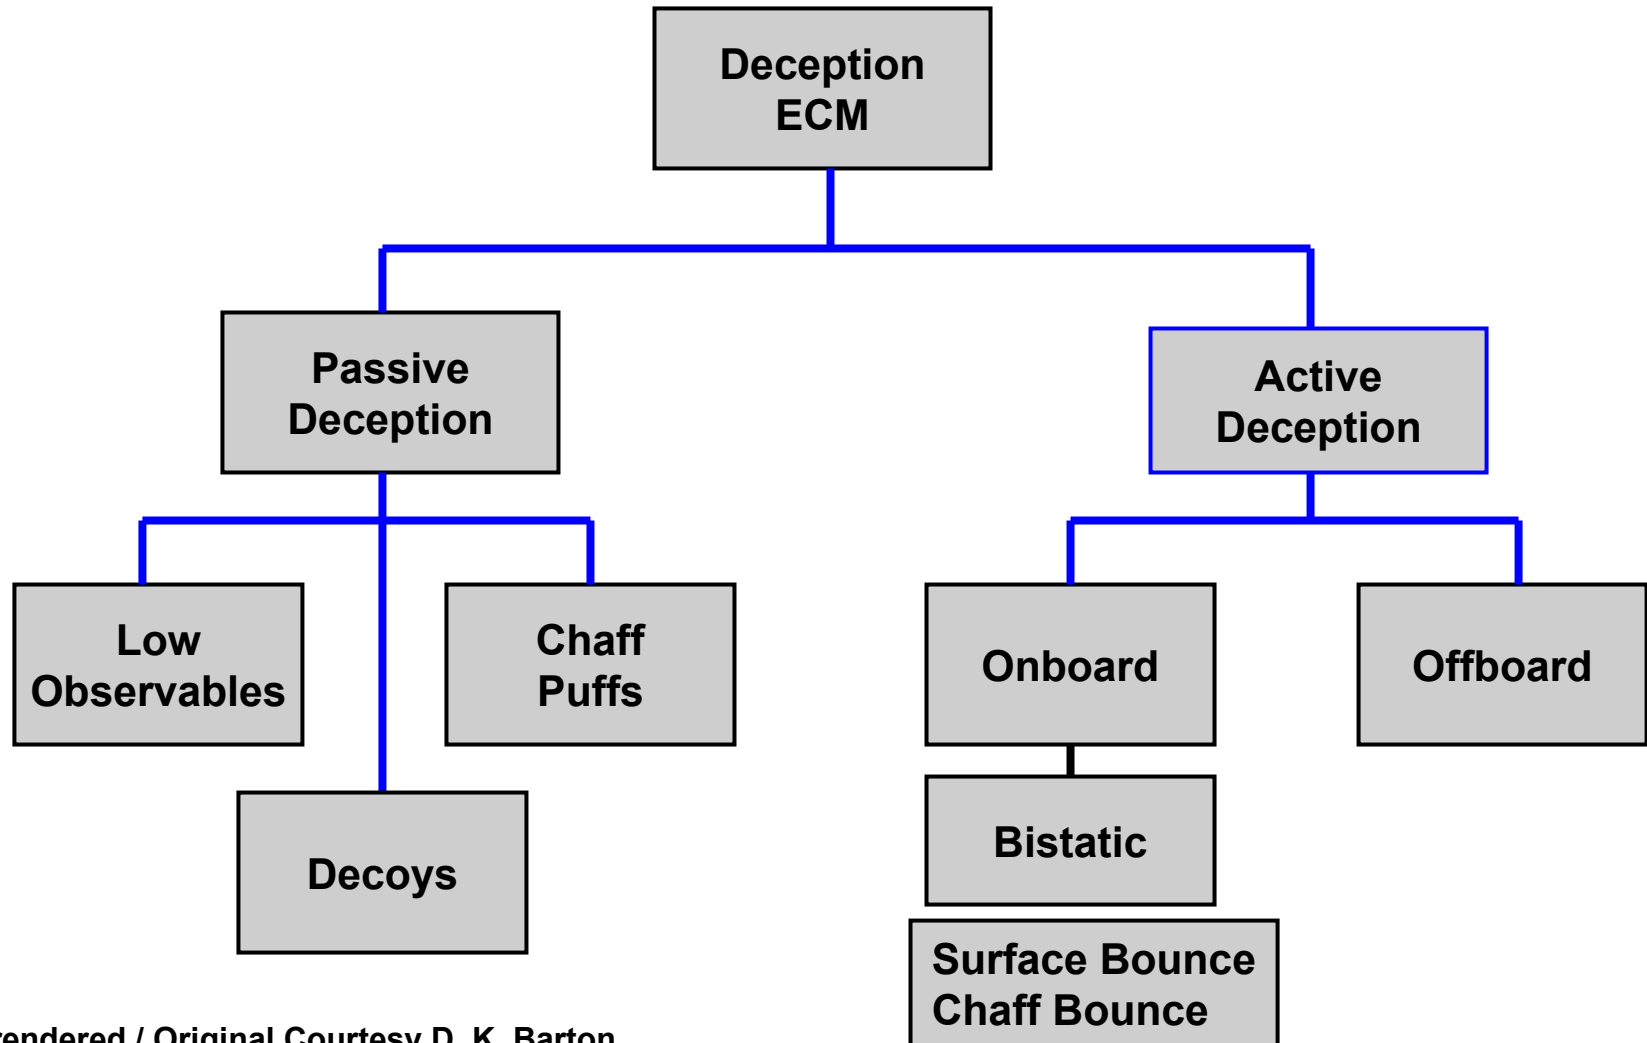 Deception
ECM
Passive
Deception
Active
Deception
Low
Observables
Chaff
Puffs
Onboard
Offboard
Decoys
Bistatic
Surface Bounce
Chaff Bounce
rendered / Original Courtesy D. K. Barton